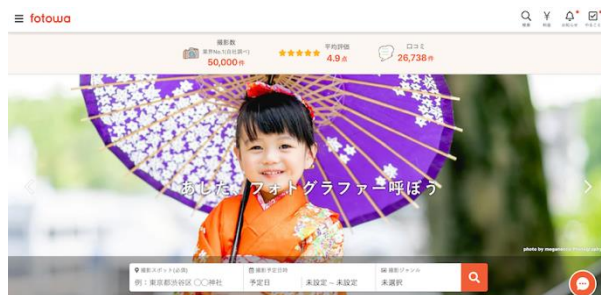 fotowa
撮影数
業界No.1(自社調べ)
50,000件
平均評価
4.9点
口コミ
26,738件
あした、フォトグラファー呼ぼう
撮影スポット(必須)
例：東京都渋谷区 〇〇神社
撮影予定日時
予定日
未設定 ~ 未設定
撮影ジャンル
未選択